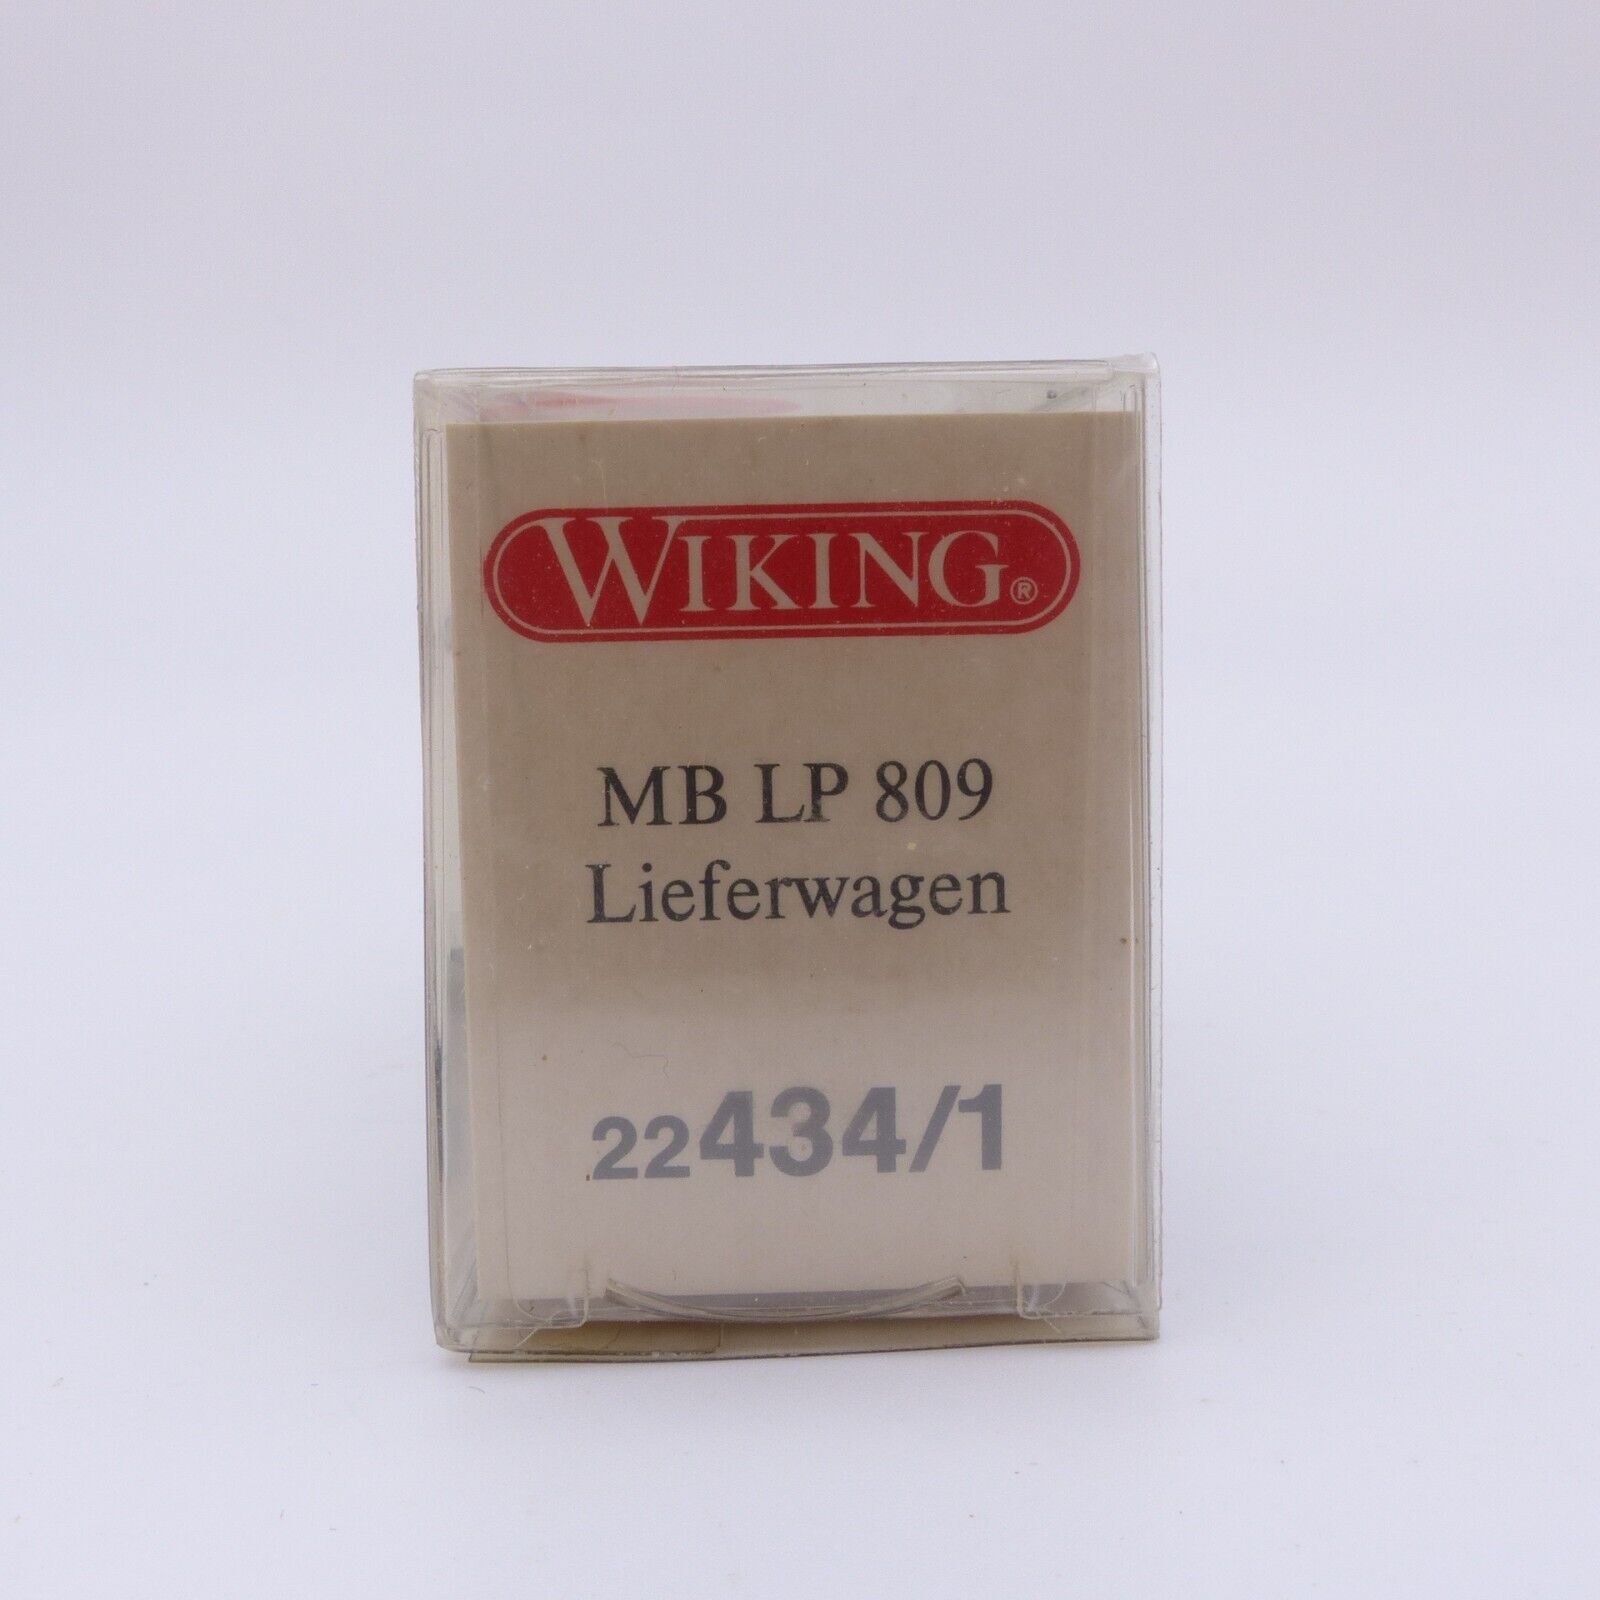 WIKING®
MB LP 809
Lieferwagen
22434/1